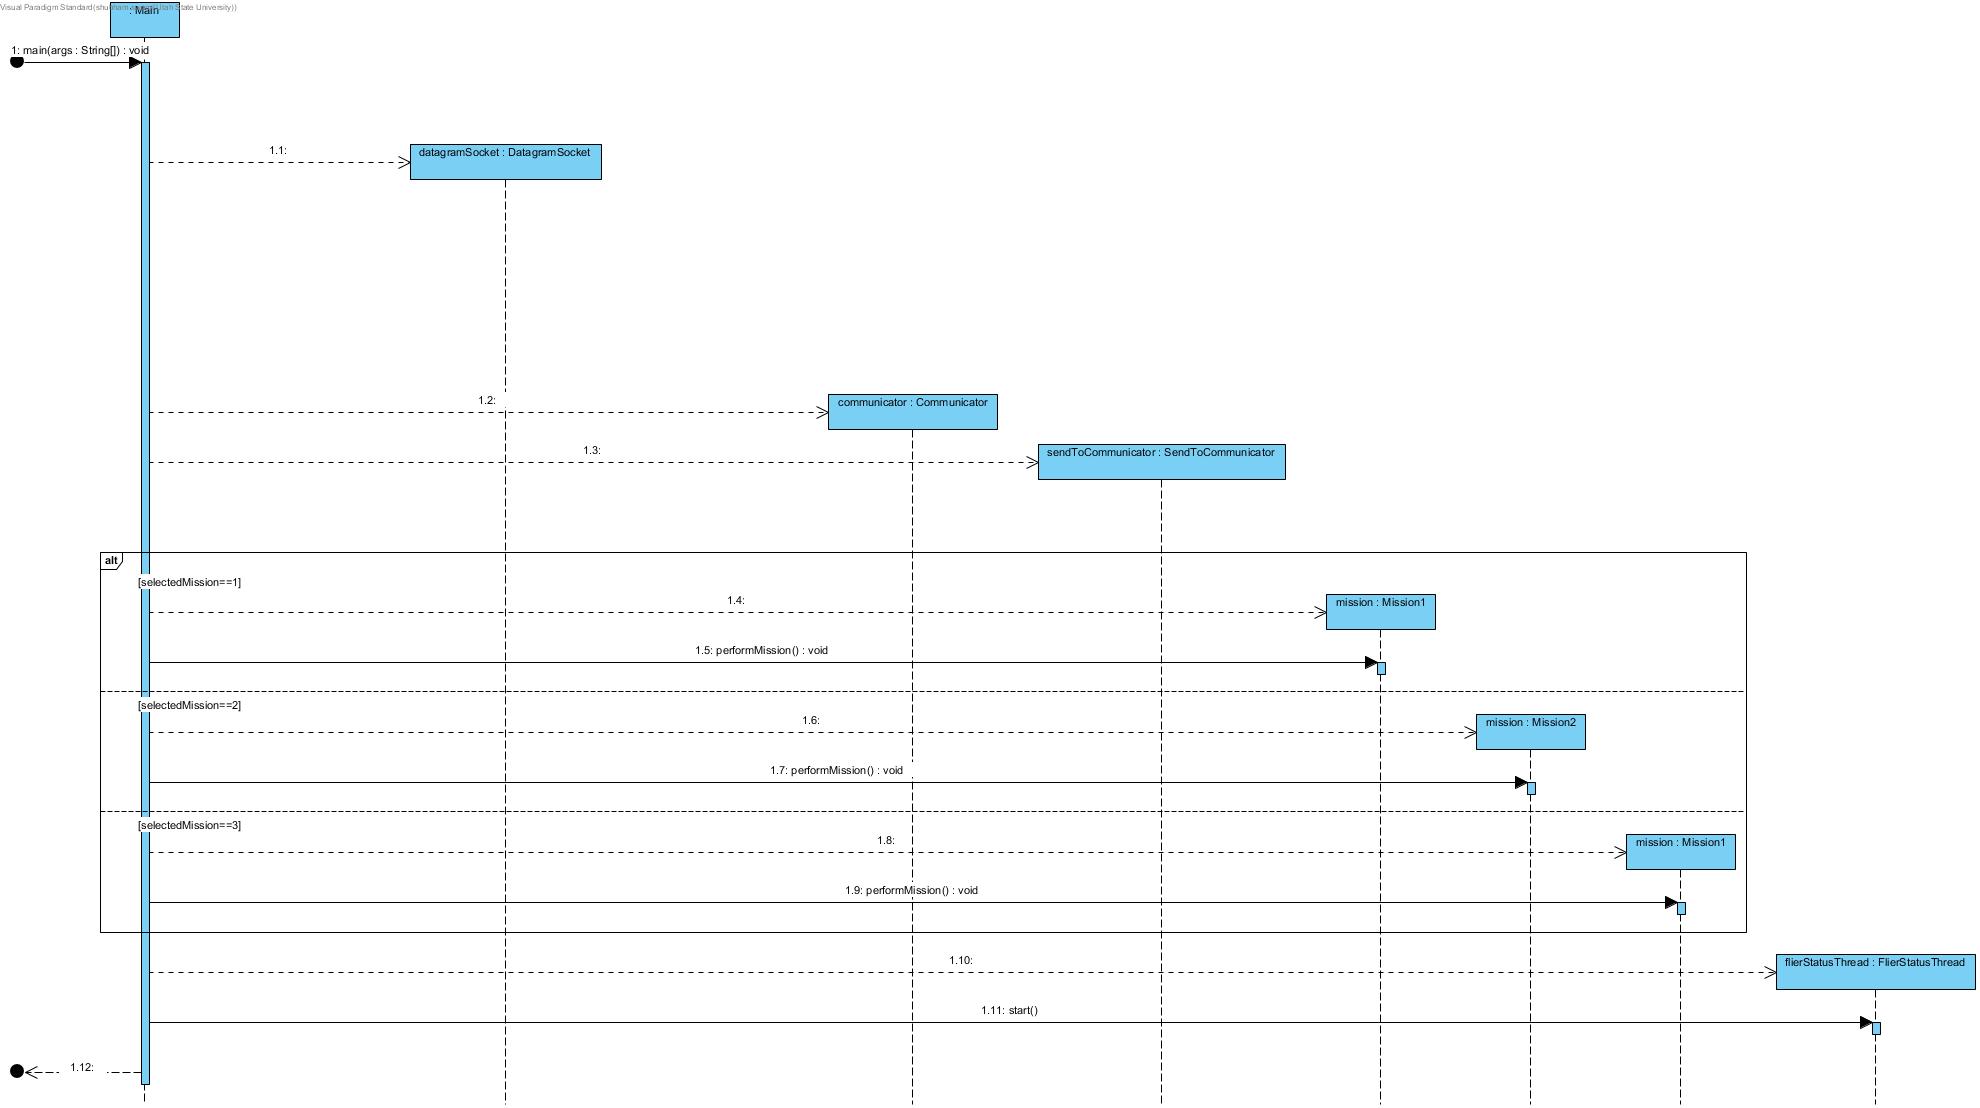 Visual Paradigm Standard(shubham State University))
: Main
1: main(args : String[]) : void
1.1:
datagramSocket : DatagramSocket
1.2:
communicator : Communicator
1.3:
sendToCommunicator : SendToCommunicator
alt
[selectedMission==1]
1.4:
mission : Mission1
1.5: performMission() : void
[selectedMission==2]
1.6:
mission : Mission2
1.7: performMission() : void
[selectedMission==3]
1.8:
mission : Mission1
1.9: performMission() : void
1.10:
flierStatusThread : FlierStatusThread
1.11: start()
1.12: